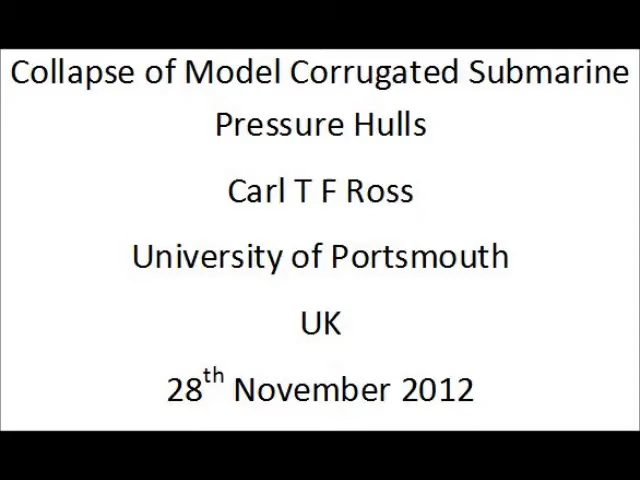 Collapse of Model Corrugated Submarine
Pressure Hulls
Carl T F Ross
University of Portsmouth
UK
28th November 2012